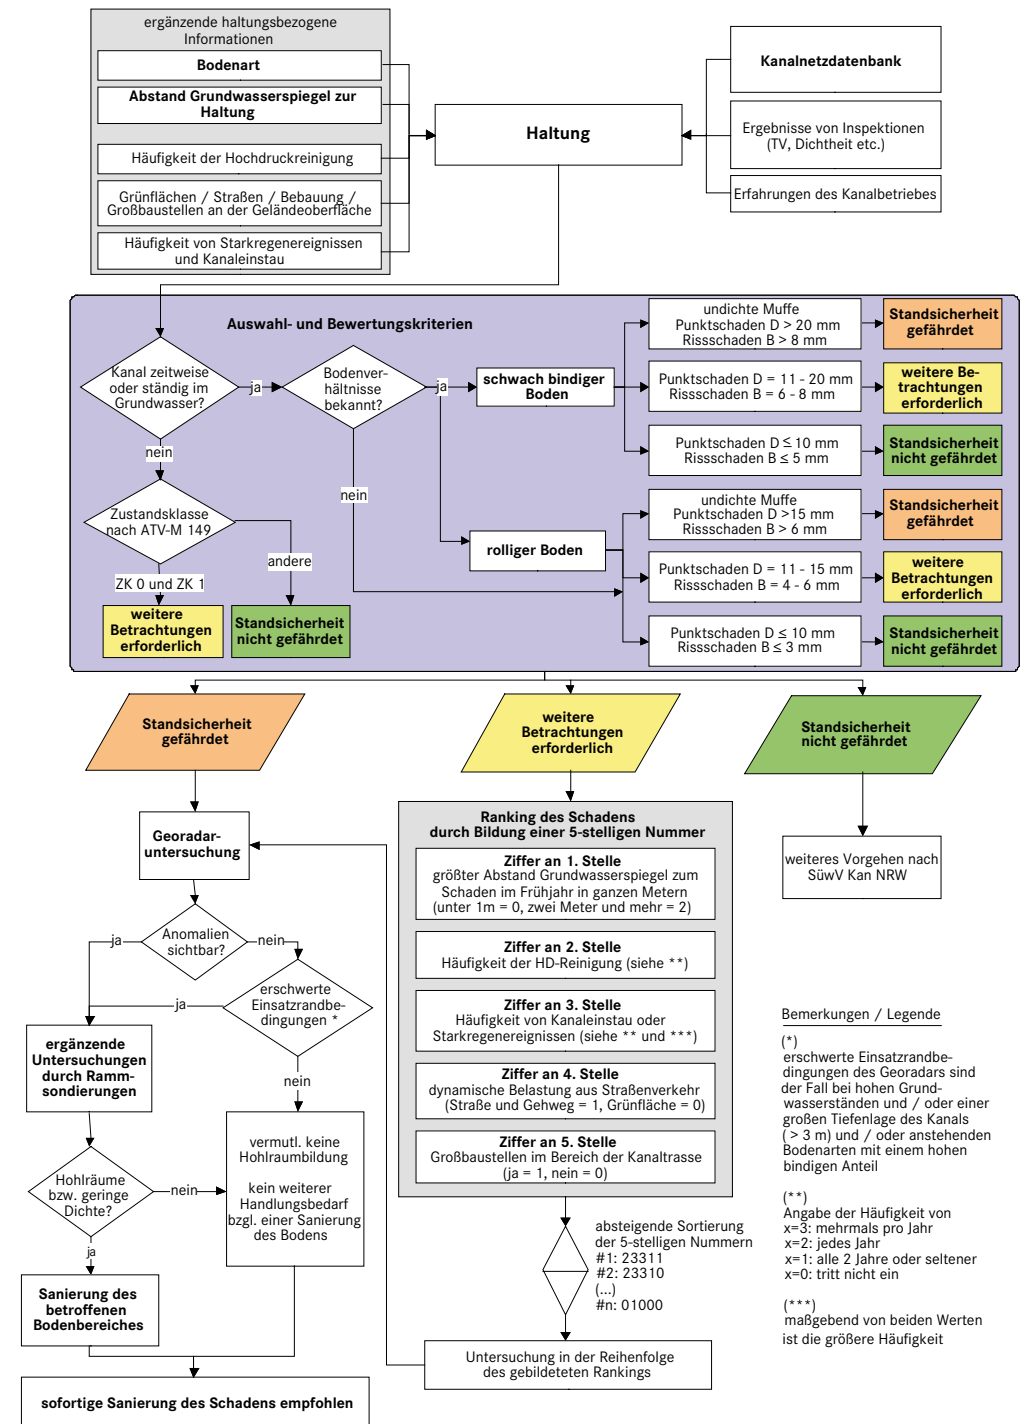 ergänzende haltungsbezogene
Informationen
Bodenart
Abstand Grundwasserspiegel zur
Haltung
Häufigkeit der Hochdruckreinigung
Grünflächen / Straßen / Bebauung /
Großbaustellen an der Geländeoberfläche
Häufigkeit von Starkregenereignissen
und Kanaleinstau
Haltung
Kanalnetzdatenbank
Ergebnisse von Inspektionen
(TV, Dichtheit etc.)
Erfahrungen des Kanalbetriebes
Auswahl- und Bewertungskriterien
Kanal zeitweise
oder ständig im
Grundwasser?
ja
nein
Bodenver-
hältnisse
bekannt?
ja
nein
schwach bindiger
Boden
undichte Muffe
Punktschaden D > 20 mm
Rissschaden B > 8 mm
Standsicherheit
gefährdet
Punktschaden D = 11 - 20 mm
Rissschaden B = 6 - 8 mm
weitere Be-
trachtungen
erforderlich
Punktschaden D ≤ 10 mm
Rissschaden B ≤ 5 mm
Standsicherheit
nicht gefährdet
Zustandsklasse
nach ATV-M 149
andere
ZK 0 und ZK 1
weitere
Betrachtungen
erforderlich
Standsicherheit
nicht gefährdet
rolliger Boden
undichte Muffe
Punktschaden D >15 mm
Rissschaden B > 6 mm
Standsicherheit
gefährdet
Punktschaden D = 11 - 15 mm
Rissschaden B = 4 - 6 mm
weitere
Betrachtungen
erforderlich
Punktschaden D ≤ 10 mm
Rissschaden B ≤ 3 mm
Standsicherheit
nicht gefährdet
Standsicherheit
gefährdet
weitere
Betrachtungen
erforderlich
Standsicherheit
nicht gefährdet
Georadar-
untersuchung
Anomalien
sichtbar?
ja
nein
erschwerte
Einsatzrandbe-
dingungen *
ja
nein
ergänzende
Untersuchungen
durch Ramm-
sondierungen
Hohlräume
bzw. geringe
Dichte?
nein
ja
vermutl. keine
Hohlraumbildung
kein weiterer
Handlungsbedarf
bzgl. einer Sanierung
des Bodens
Sanierung des
betroffenen
Bodenbereiches
sofortige Sanierung des Schadens empfohlen
Ranking des Schadens
durch Bildung einer 5-stelligen Nummer
Ziffer an 1. Stelle
größter Abstand Grundwasserspiegel zum
Schaden im Frühjahr in ganzen Metern
(unter 1m = 0, zwei Meter und mehr = 2)
Ziffer an 2. Stelle
Häufigkeit der HD-Reinigung (siehe **)
Ziffer an 3. Stelle
Häufigkeit von Kanaleinstau oder
Starkregenereignissen (siehe ** und ***)
Ziffer an 4. Stelle
dynamische Belastung aus Straßenverkehr
(Straße und Gehweg = 1, Grünfläche = 0)
Ziffer an 5. Stelle
Großbaustellen im Bereich der Kanaltrasse
(ja = 1, nein = 0)
absteigende Sortierung
der 5-stelligen Nummern
#1: 23311
#2: 23310
(...)
#n: 01000
Untersuchung in der Reihenfolge
des gebildeteten Rankings
weiteres Vorgehen nach
SüwV Kan NRW
Bemerkungen / Legende
(*)
erschwerte Einsatzrandbe-
dingungen des Georadars sind
der Fall bei hohen Grund-
wasserständen und / oder einer
großen Tiefenlage des Kanals
( > 3 m) und / oder anstehenden
Bodenarten mit einem hohen
bindigen Anteil
(**)
Angabe der Häufigkeit von
x=3: mehrmals pro Jahr
x=2: jedes Jahr
x=1: alle 2 Jahre oder seltener
x=0: tritt nicht ein
(***)
maßgebend von beiden Werten
ist die größere Häufigkeit